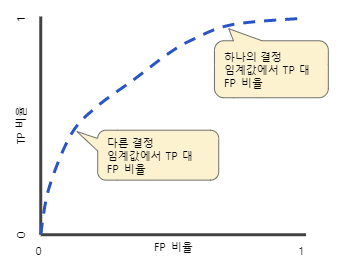 1
하나의 결정
임계값에서 TP 대
FP 비율
TP 비율
다른 결정
임계값에서 TP 대
FP 비율
0
0
FP 비율
1